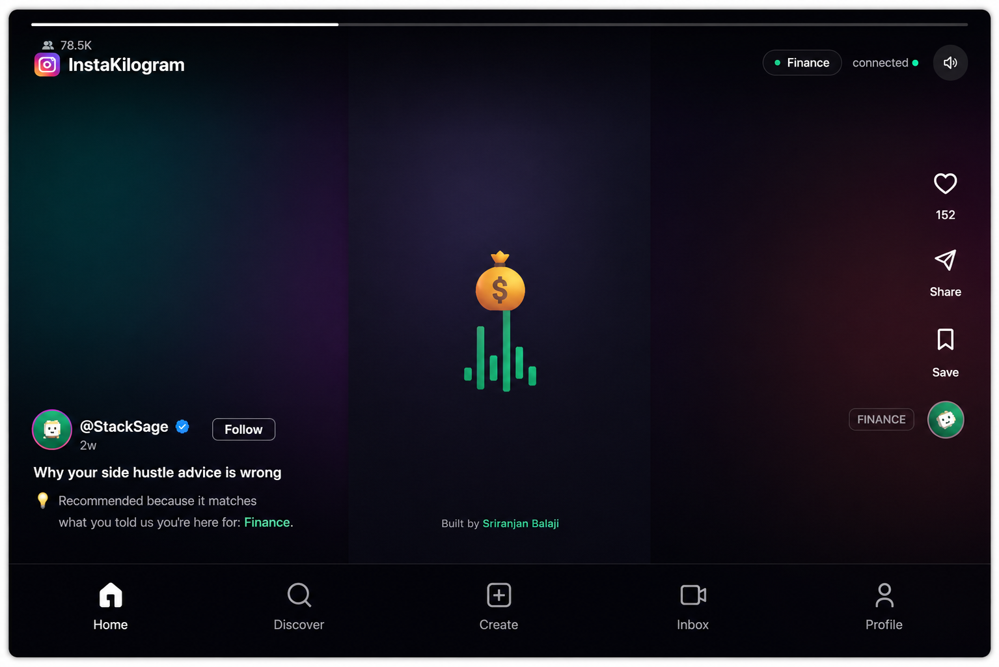 78.5K
InstaKilogram
Finance
connected
152
Share
Save
FINANCE
$
@StackSage
Follow
2w
Why your side hustle advice is wrong
Recommended because it matches
what you told us you're here for: Finance.
Built by Sriranjan Balaji
Home
Discover
Create
Inbox
Profile